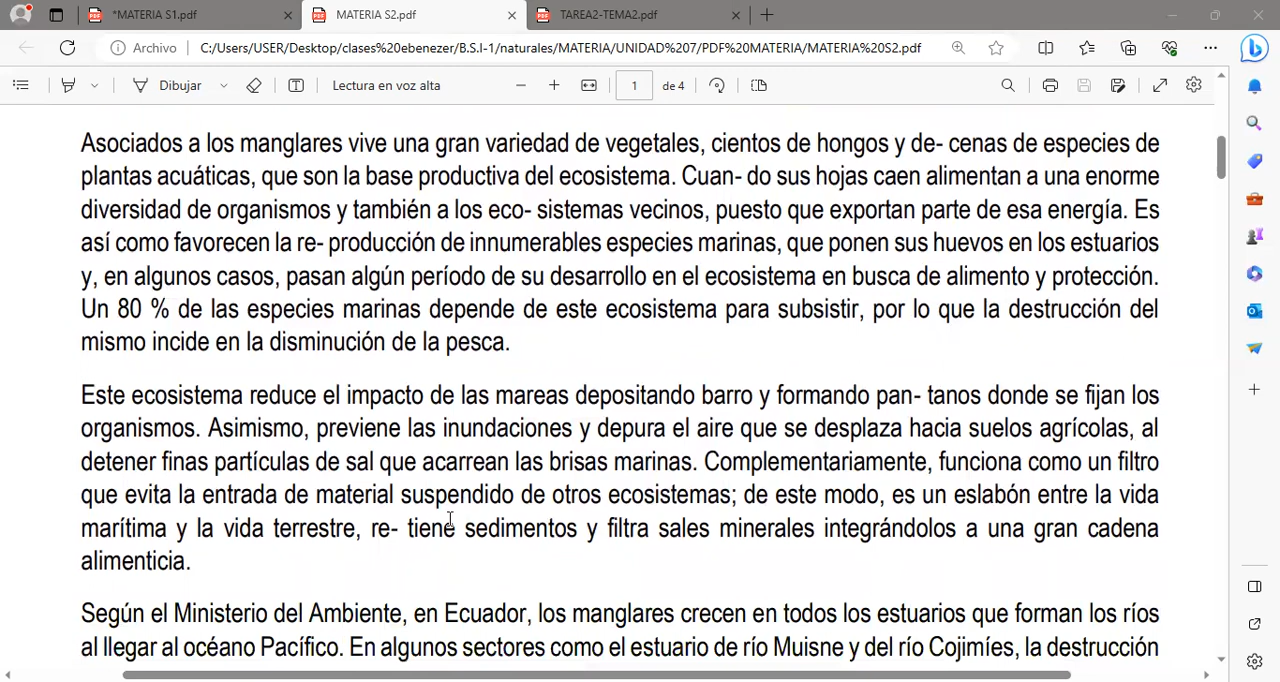 *MATERIA S1.pdf
MATERIA S2.pdf
TAREA2-TEMA2.pdf
Archivo
C:/Users/USER/Desktop/clases%20ebenezer/B.S.I-1/naturales/MATERIA/UNIDAD%207/PDF%20MATERIA/MATERIA%20S2.pdf
Dibujar
Lectura en voz alta
1
de 4
Asociados a los manglares vive una gran variedad de vegetales, cientos de hongos y de- cenas de especies de
plantas acuáticas, que son la base productiva del ecosistema. Cuan- do sus hojas caen alimentan a una enorme
diversidad de organismos y también a los eco- sistemas vecinos, puesto que exportan parte de esa energía. Es
así como favorecen la re- producción de innumerables especies marinas, que ponen sus huevos en los estuarios
y, en algunos casos, pasan algún período de su desarrollo en el ecosistema en busca de alimento y protección.
Un 80 % de las especies marinas depende de este ecosistema para subsistir, por lo que la destrucción del
mismo incide en la disminución de la pesca.
Este ecosistema reduce el impacto de las mareas depositando barro y formando pan- tanos donde se fijan los
organismos. Asimismo, previene las inundaciones y depura el aire que se desplaza hacia suelos agrícolas, al
detener finas partículas de sal que acarrean las brisas marinas. Complementariamente, funciona como un filtro
que evita la entrada de material suspendido de otros ecosistemas; de este modo, es un eslabón entre la vida
marítima y la vida terrestre, re- tiene sedimentos y filtra sales minerales integrándolos a una gran cadena
alimenticia.
Según el Ministerio del Ambiente, en Ecuador, los manglares crecen en todos los estuarios que forman los ríos
al llegar al océano Pacífico. En algunos sectores como el estuario de río Muisne y del río Cojimíes, la destrucción